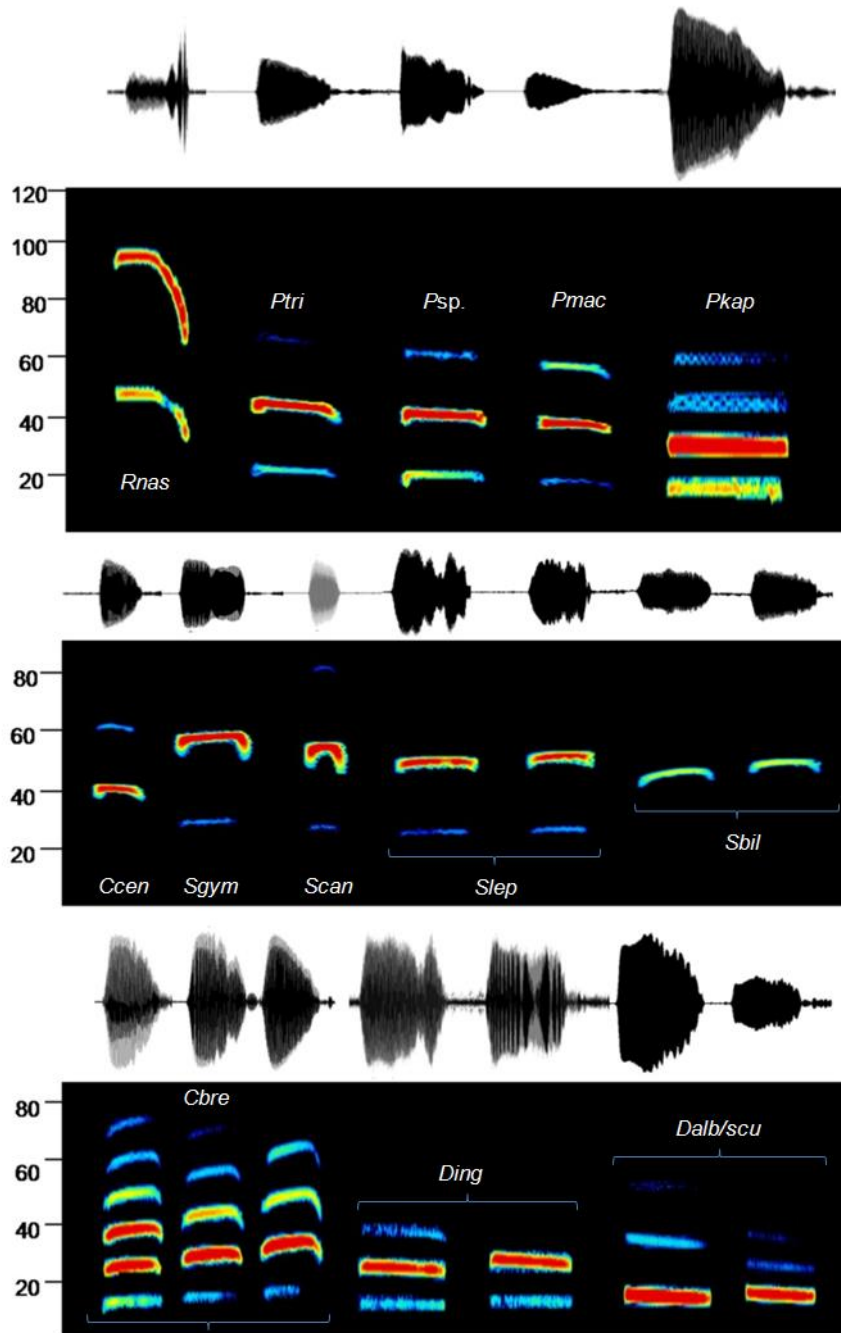 120
100
80
60
40
20
Ptri
Psp.
Pmac
Pkap
Rnas
80
60
40
20
Sbil
Ccen
Sgym
Scan
Slep
Cbre
80
60
40
20
Dalb/scu
Ding